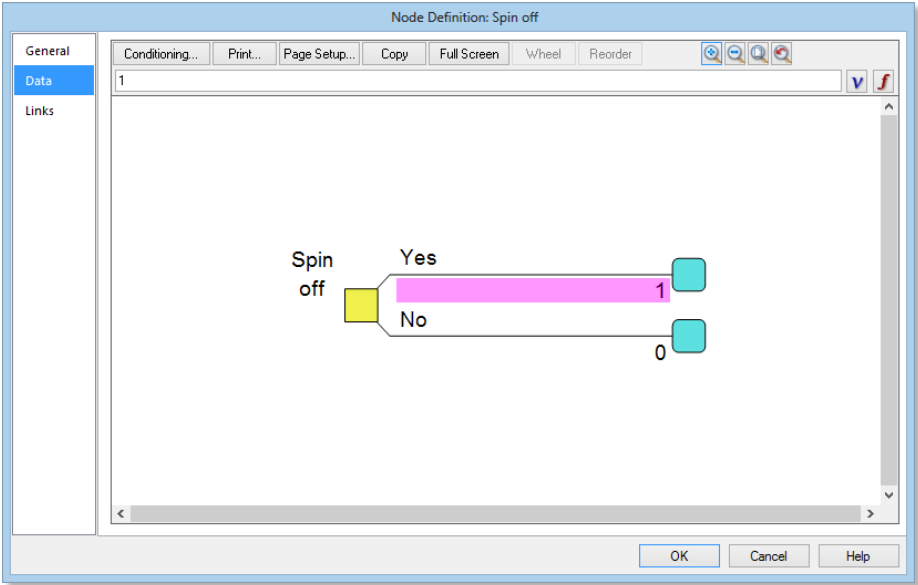 Node Definition: Spin off
General
Data
Links
Conditioning... Print... Page Setup... Copy Full Screen Wheel Reorder
1
v f
Spin
off
Yes
1
No
0
OK Cancel Help